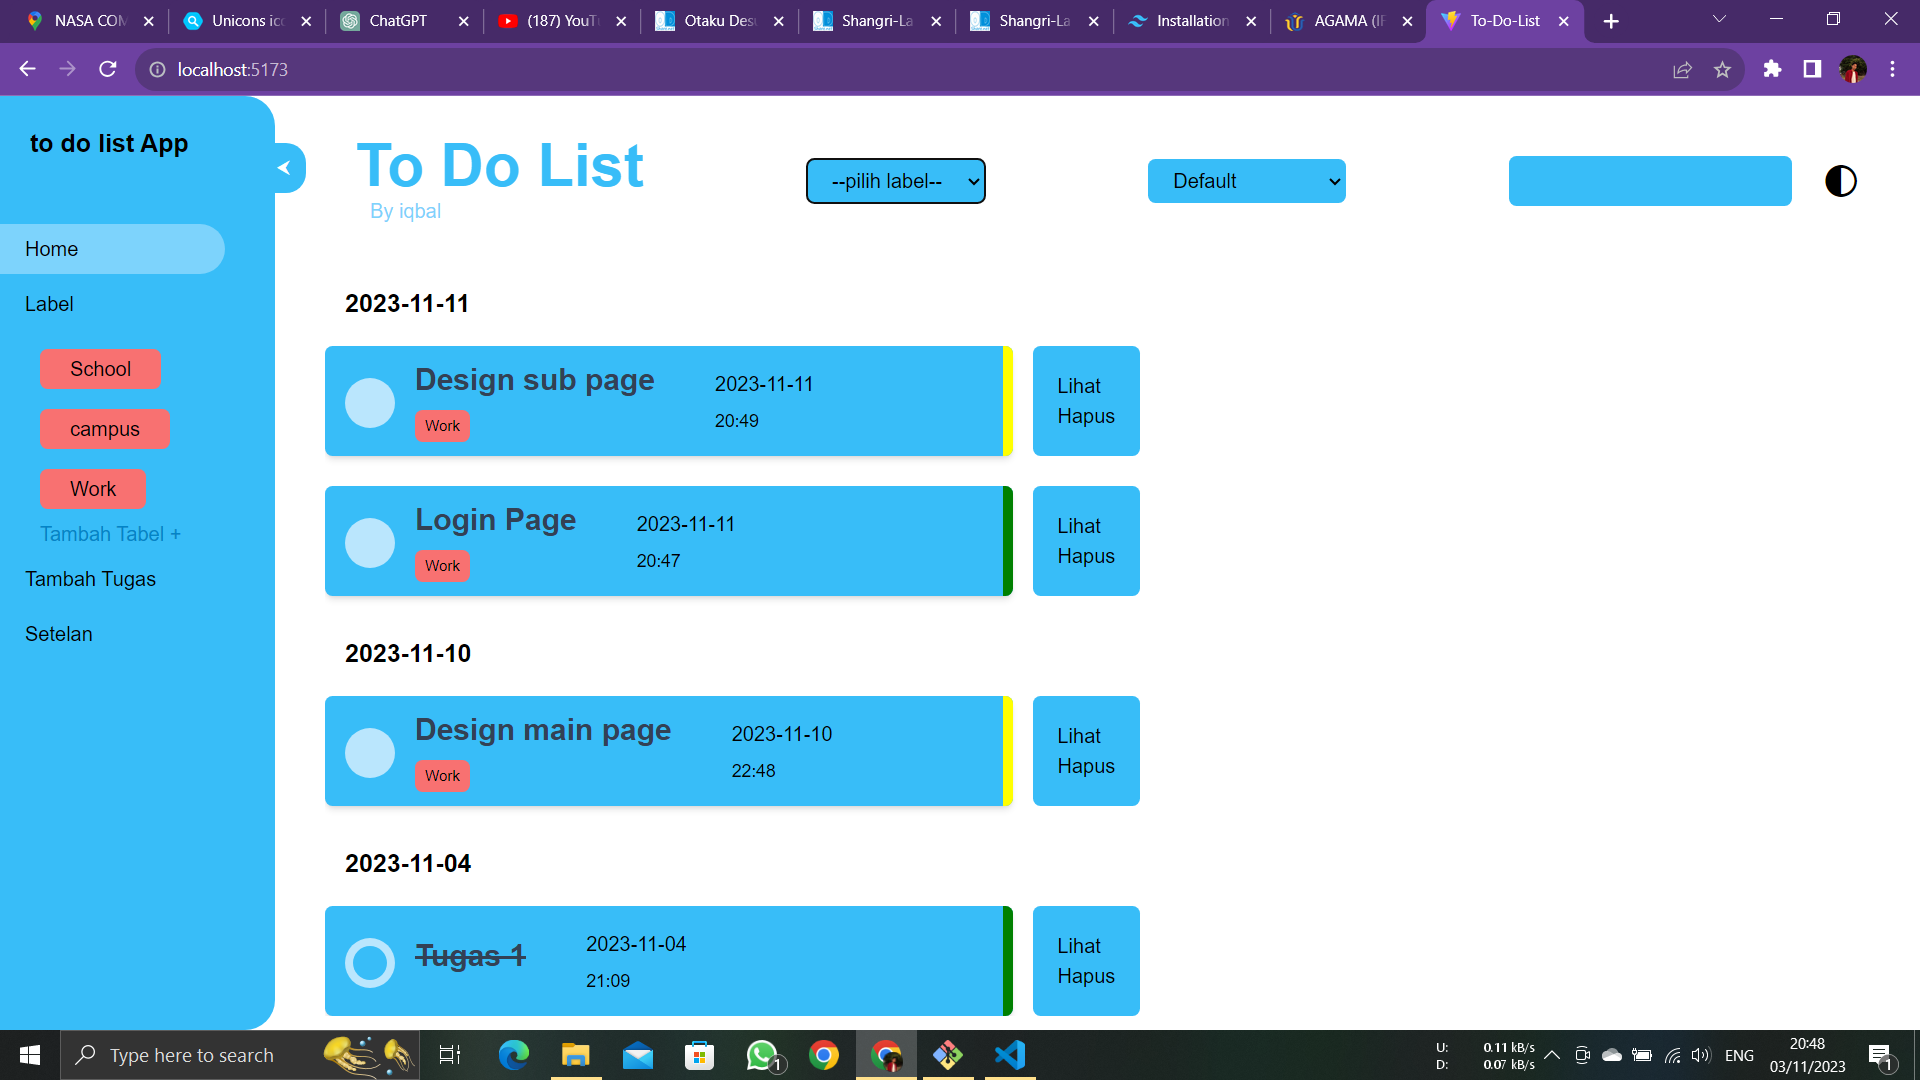 NASA COM
Unicons ic
ChatGPT
(187) YouT
Otaku Des
Shangri-La
Shangri-La
Installation
AGAMA (IF
To-Do-List
localhost:5173
to do list App
Home
Label
School
campus
Work
Tambah Tabel +
Tambah Tugas
Setelan
To Do List
By iqbal
--pilih label--
Default
2023-11-11
Design sub page
Work
2023-11-11
20:49
Lihat
Hapus
Login Page
Work
2023-11-11
20:47
Lihat
Hapus
2023-11-10
Design main page
Work
2023-11-10
22:48
Lihat
Hapus
2023-11-04
Tugas 1
2023-11-04
21:09
Lihat
Hapus
Type here to search
1
U: 0.11 kB/s
D: 0.07 kB/s
ENG
20:48
03/11/2023
1